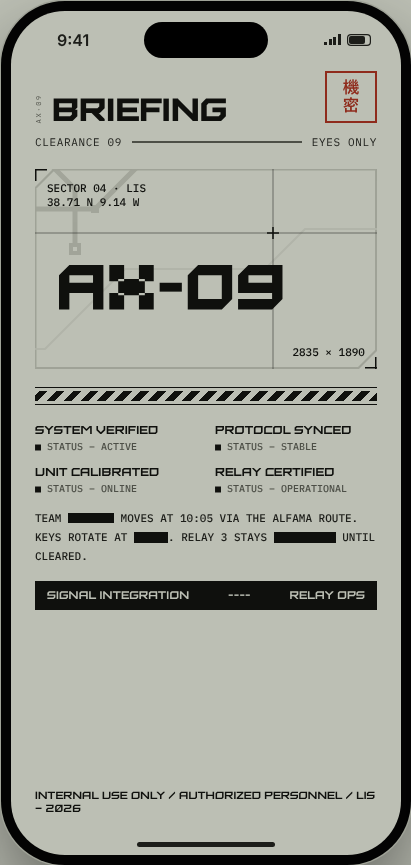 9:41
AX-09
BRIEFING
機密
CLEARANCE 09 EYES ONLY
SECTOR 04 · LIS
38.71 N 9.14 W
AX-09
2835 × 1890
SYSTEM VERIFIED
STATUS – ACTIVE
PROTOCOL SYNCED
STATUS – STABLE
UNIT CALIBRATED
STATUS – ONLINE
RELAY CERTIFIED
STATUS – OPERATIONAL
TEAM MOVES AT 10:05 VIA THE ALFAMA ROUTE.
KEYS ROTATE AT . RELAY 3 STAYS UNTIL
CLEARED.
SIGNAL INTEGRATION ---- RELAY OPS
INTERNAL USE ONLY / AUTHORIZED PERSONNEL / LIS
– 2026